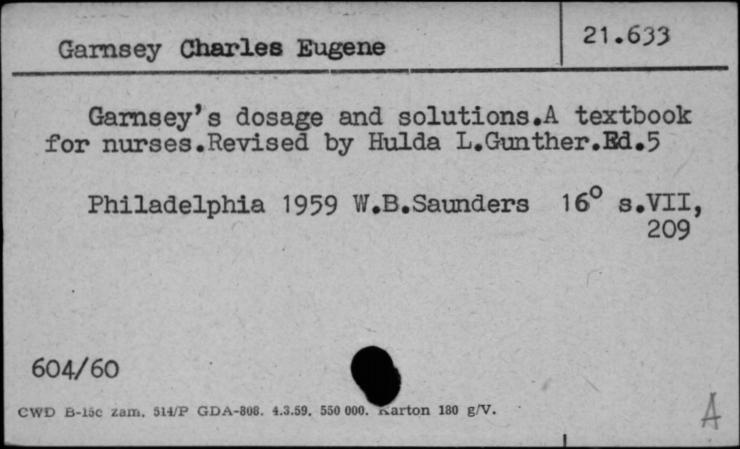 Garnsey Charles Eugene
21.633
Garnsey's dosage and solutions.A textbook
for nurses.Revised by Hulda L.Gunther.Ed.5
Philadelphia 1959 W.B.Saunders 16° s.VII,
209
604/60
CWD B-15c zam. 514/P GDA-808. 4.3.59. 550 000. Karton 180 g/V.
A